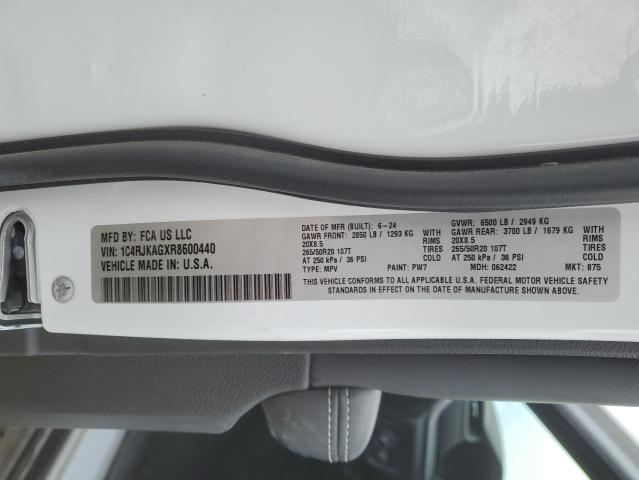 MFD BY: FCA US LLC
VIN: 1C4RJKAGXR8600440
VEHICLE MADE IN: U.S.A.
DATE OF MFR (BUILT): 6-24 GVWR: 6500 LB / 2949 KG
GAWR FRONT: 2850 LB / 1293 KG WITH GAWR REAR: 3700 LB / 1679 KG WITH
20X8.5 RIMS 20X8.5 RIMS
265/50R20 107T TIRES 265/50R20 107T TIRES
AT 250 kPa / 36 PSI AT 250 kPa / 36 PSI
TYPE: MPV PAINT: PW7 MDH: 062422 MKT: 875
THIS VEHICLE CONFORMS TO ALL APPLICABLE U.S.A. FEDERAL MOTOR VEHICLE SAFETY
STANDARDS IN EFFECT ON THE DATE OF MANUFACTURE SHOWN ABOVE